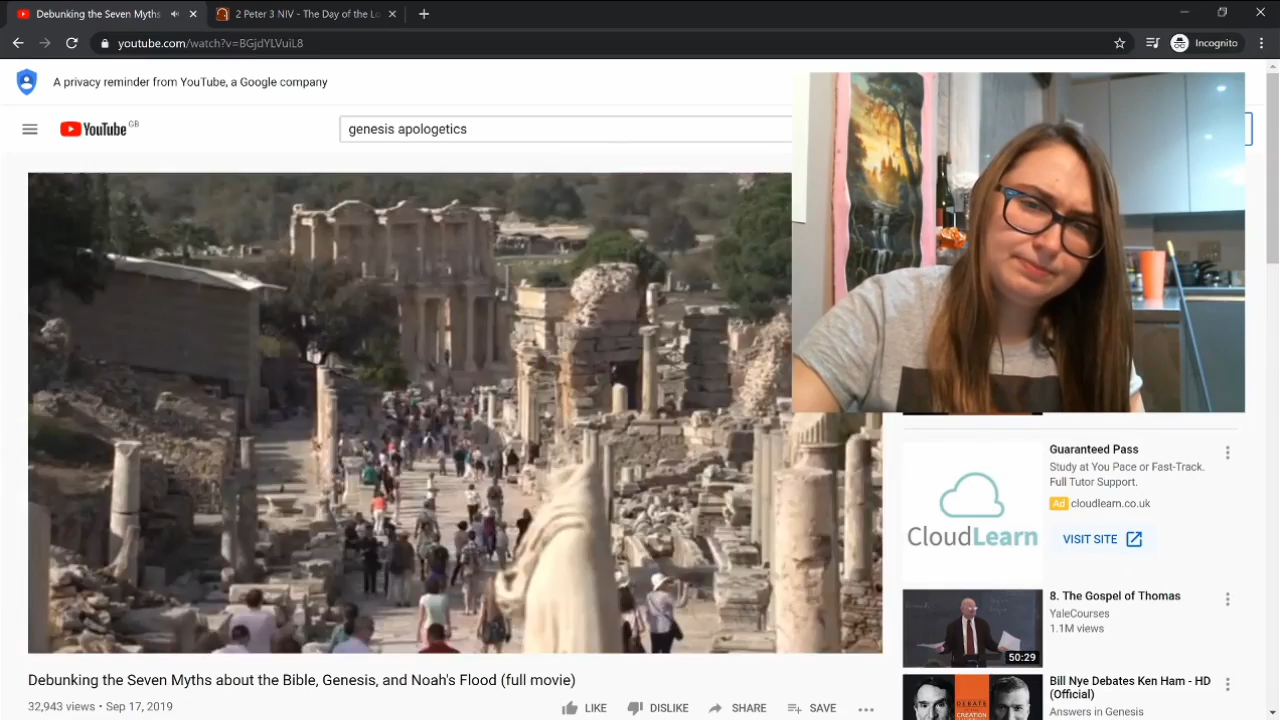 Debunking the Seven Myths
2 Peter 3 NIV - The Day of the Lo
youtube.com/watch?v=BGjdYLVuiL8
Incognito
A privacy reminder from YouTube, a Google company
YouTube GB
genesis apologetics
Guaranteed Pass
Study at You Pace or Fast-Track.
Full Tutor Support.
Ad cloudlearn.co.uk
CloudLearn
VISIT SITE
8. The Gospel of Thomas
YaleCourses
1.1M views
50:29
Debunking the Seven Myths about the Bible, Genesis, and Noah's Flood (full movie)
32,943 views • Sep 17, 2019
LIKE
DISLIKE
SHARE
SAVE
Bill Nye Debates Ken Ham - HD
(Official)
Answers in Genesis
DEBATE